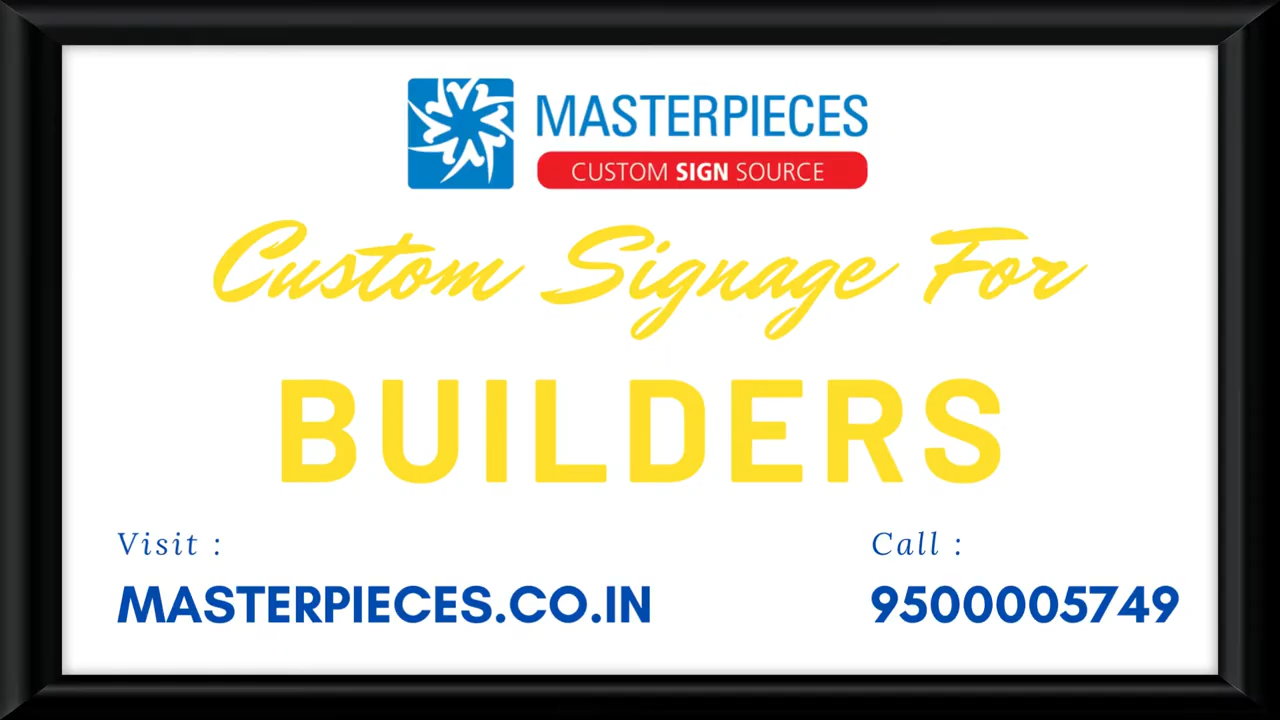 MASTERPIECES
CUSTOM SIGN SOURCE
Custom Signage For
BUILDERS
Visit :
MASTERPIECES.CO.IN
Call :
9500005749